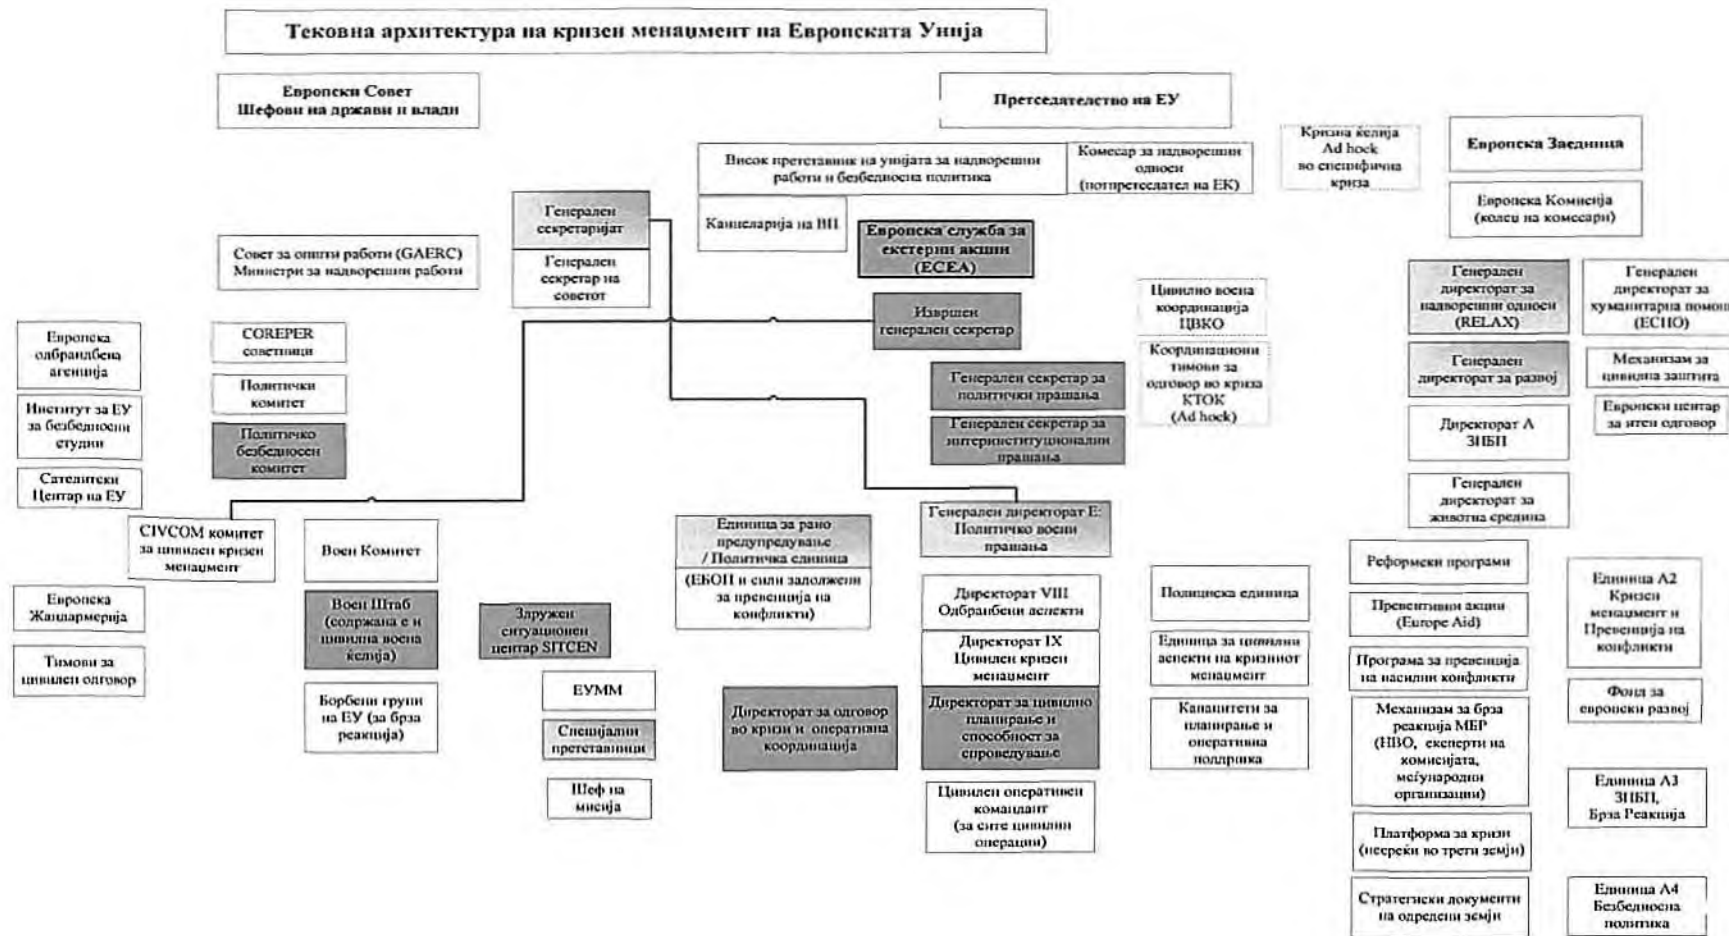 Тековна архитектура на кризен менаџмент на Европската Унија
Европски Совет
Шефови на држави и влади
Претседателство на ЕУ
Висок претставник на унијата за надворешни
работи и безбедносна политика
Комесар за надворешни
односи
(потпретседател на ЕК)
Кризна ќелија
Ad hock
во специфична
криза
Европска Заедница
Европска Комисија
(колеџ на комесари)
Генерален
секретаријат
Генерален
секретар на
советот
Канцеларија на ВП
Европска служба за
екстерни акции
(ЕСЕА)
Совет за општи работи (GAERC)
Министри за надворешни работи
Извршен
генерален секретар
Цивилно воена
координација
ЦВКО
Генерален
директорат за
надворешни односи
(RELAX)
Генерален
директорат за
хуманитарна помош
(ЕСНО)
Европска
одбрандбена
агенција
COREPER
советници
Политички
комитет
Генерален секретар за
политички прашања
Координациони
тимови за
одговор во криза
КТОК
(Ad hock)
Генерален
директорат за развој
Механизам за
цивилна заштита
Институт за ЕУ
за безбедносни
студии
Политичко
безбедносен
комитет
Генерален секретар за
интеринституционални
прашања
Директорат А
ЗНБП
Европски центар
за итен одговор
Сателитски
Центар на ЕУ
Генерален
директорат за
животна средина
CIVCOM комитет
за цивилен кризен
менаџмент
Воен Комитет
Единица за рано
предупредување
/ Политичка единица
(ЕБОП и сили задолжени
за превенција на
конфликти)
Генерален директорат Е:
Политичко воени
прашања
Реформски програми
Единица А2
Кризен
менаџмент и
Превенција на
конфликти
Европска
Жандармерија
Воен Штаб
(содржана е и
цивилна воена
ќелија)
Здружен
ситуационен
центар SITCEN
Директорат VIII
Одбранбени аспекти
Полициска единица
Превентивни акции
(Europe Aid)
Тимови за
цивилен одговор
Директорат IX
Цивилен кризен
менаџмент
Единица за цивилни
аспекти на кризниот
менаџмент
Програма за превенција
на насилни конфликти
Борбени групи
на ЕУ (за брза
реакција)
ЕУММ
Специјални
претставници
Шеф на
мисија
Директорат за одговор
во кризи и оперативна
координација
Директорат за цивилно
планирање и
способност за
спроведување
Капацитети за
планирање и
оперативна
поддршка
Механизам за брза
реакција МБР
(НВО, експерти на
комисијата,
меѓународни
организации)
Фонд за
европски развој
Цивилен оперативен
командант
(за сите цивилни
операции)
Единица А3
ЗНБП,
Брза Реакција
Платформа за кризи
(несреќи во трети земји)
Стратегиски документи
на одредени земји
Единица А4
Безбедносна
политика